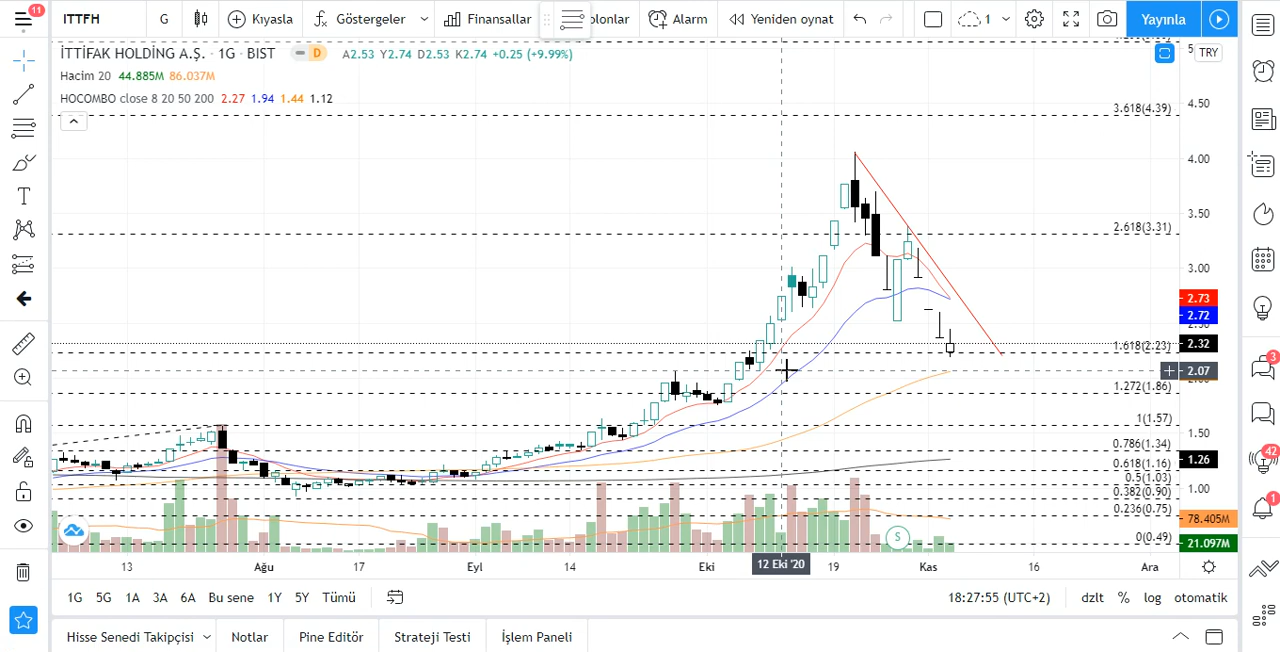 11
ITTFH
G
Kıyasla
Göstergeler
Finansallar
olonlar
Alarm
Yeniden oynat
1
Yayınla
İTTİFAK HOLDİNG A.Ş. · 1G · BIST
D
A2.53 Y2.74 D2.53 K2.74 +0.25 (+9.99%)
5
TRY
Hacim 20 44.885M 86.037M
HOCOMBO close 8 20 50 200 2.27 1.94 1.44 1.12
3.618(4.39)
4.50
4.00
3.50
2.618(3.31)
3.00
2.73
2.72
2.32
1.618(2.23)
2.07
1.272(1.86)
1(1.57)
1.50
0.786(1.34)
0.618(1.16)
1.26
0.5(1.03)
0.382(0.90)
1.00
0.236(0.75)
78.405M
0(0.49)
21.097M
S
13
Ağu
17
Eyl
14
Eki
12 Eki '20
19
Kas
16
Ara
3
42
1
1G 5G 1A 3A 6A Bu sene 1Y 5Y Tümü
18:27:55 (UTC+2)
dzlt % log otomatik
Hisse Senedi Takipçisi
Notlar
Pine Editör
Strateji Testi
İşlem Paneli